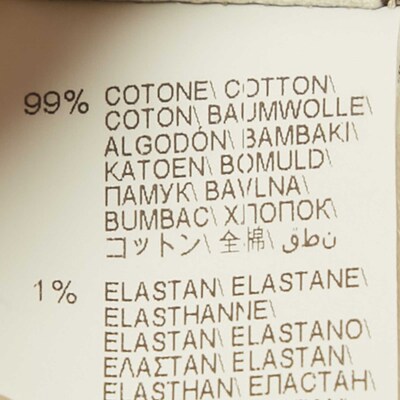 99% COTONE\ COTTON\
COTON\ BAUMWOLLE\
ALGODÓN\ BAMBAKI\
KATOEN\ BOMULD\
ПАМУК\ BAVLNA\
BUMBAC\ ХЛОПОК\
コットン\ 全棉\ نطق
1% ELASTAN\ ELASTANE\
ELASTHANNE\
ELASTAN\ ELASTANO\
ΕΛΑΣΤΑΝ\ ELASTAN\
ELASTHAN\ ЕЛАСТАН\